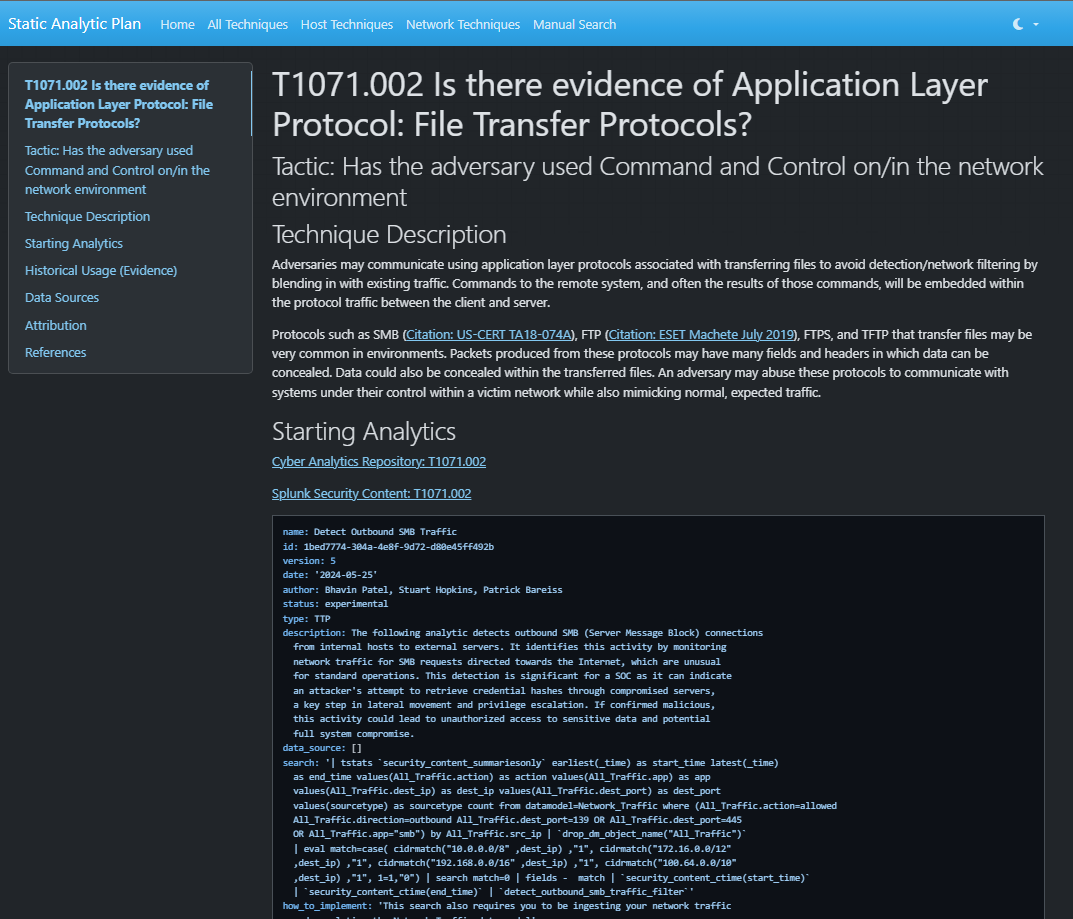 Static Analytic Plan Home All Techniques Host Techniques Network Techniques Manual Search
T1071.002 Is there evidence of
Application Layer Protocol: File
Transfer Protocols?
Tactic: Has the adversary used
Command and Control on/in the
network environment
Technique Description
Starting Analytics
Historical Usage (Evidence)
Data Sources
Attribution
References
T1071.002 Is there evidence of Application Layer
Protocol: File Transfer Protocols?
Tactic: Has the adversary used Command and Control on/in the network
environment
Technique Description
Adversaries may communicate using application layer protocols associated with transferring files to avoid detection/network filtering by
blending in with existing traffic. Commands to the remote system, and often the results of those commands, will be embedded within
the protocol traffic between the client and server.
Protocols such as SMB (Citation: US-CERT TA18-074A), FTP (Citation: ESET Machete July 2019), FTPS, and TFTP that transfer files may be
very common in environments. Packets produced from these protocols may have many fields and headers in which data can be
concealed. Data could also be concealed within the transferred files. An adversary may abuse these protocols to communicate with
systems under their control within a victim network while also mimicking normal, expected traffic.
Starting Analytics
Cyber Analytics Repository: T1071.002
Splunk Security Content: T1071.002
name: Detect Outbound SMB Traffic
id: 1bed7774-304a-4e8f-9d72-d80e45ff492b
version: 5
date: '2024-05-25'
author: Bhavin Patel, Stuart Hopkins, Patrick Bareiss
status: experimental
type: TTP
description: The following analytic detects outbound SMB (Server Message Block) connections
from internal hosts to external servers. It identifies this activity by monitoring
network traffic for SMB requests directed towards the Internet, which are unusual
for standard operations. This detection is significant for a SOC as it can indicate
an attacker's attempt to retrieve credential hashes through compromised servers,
a key step in lateral movement and privilege escalation. If confirmed malicious,
this activity could lead to unauthorized access to sensitive data and potential
full system compromise.
data_source: []
search: '| tstats `security_content_summariesonly` earliest(_time) as start_time latest(_time)
as end_time values(All_Traffic.action) as action values(All_Traffic.app) as app
values(All_Traffic.dest_ip) as dest_ip values(All_Traffic.dest_port) as dest_port
values(sourcetype) as sourcetype count from datamodel=Network_Traffic where (All_Traffic.action=allowed
All_Traffic.direction=outbound All_Traffic.dest_port=139 OR All_Traffic.dest_port=445
OR All_Traffic.app="smb") by All_Traffic.src_ip | `drop_dm_object_name("All_Traffic")`
| eval match=case( cidrmatch("10.0.0.0/8" ,dest_ip) ,"1", cidrmatch("172.16.0.0/12"
,dest_ip) ,"1", cidrmatch("192.168.0.0/16" ,dest_ip) ,"1", cidrmatch("100.64.0.0/10"
,dest_ip) ,"1", 1=1,"0") | search match=0 | fields - match | `security_content_ctime(start_time)`
| `security_content_ctime(end_time)` | `detect_outbound_smb_traffic_filter`'
how_to_implement: 'This search also requires you to be ingesting your network traffic